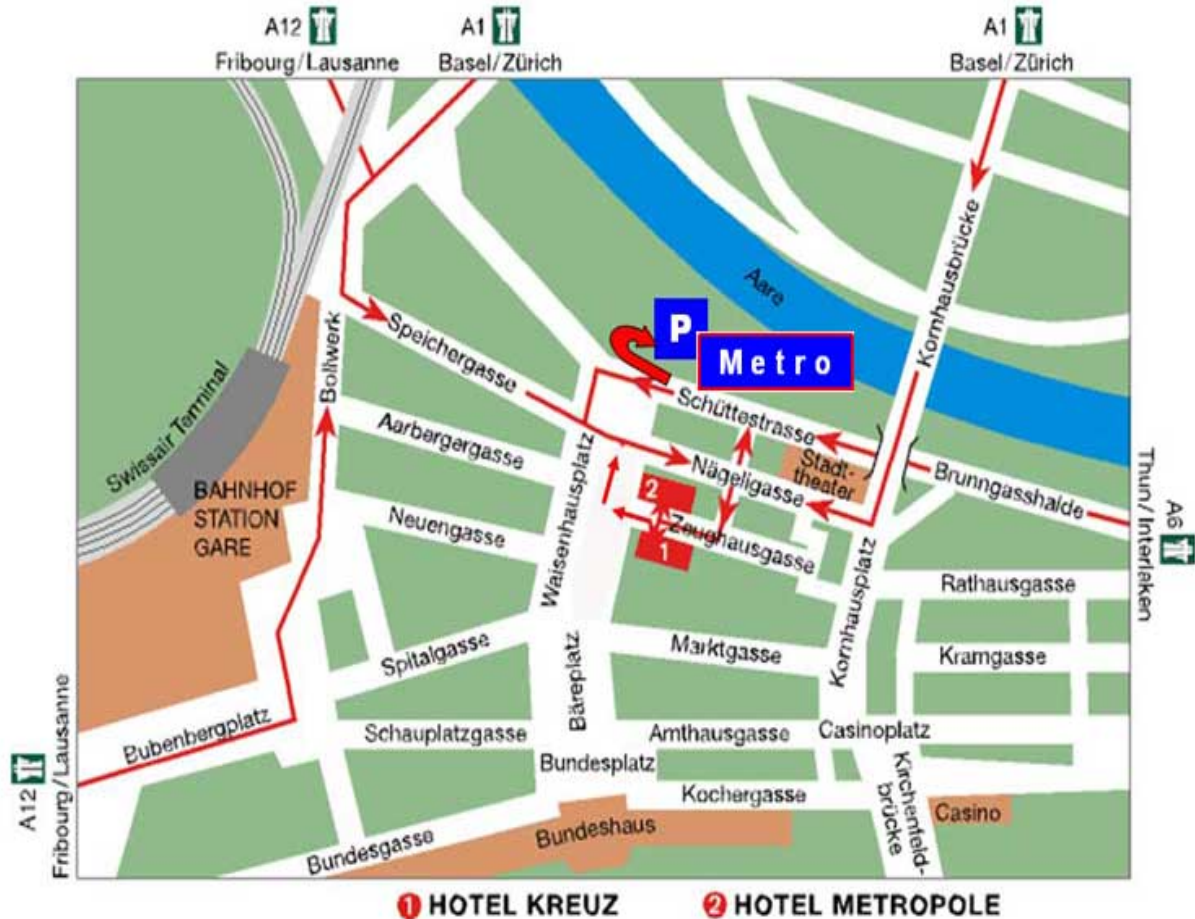 A12
Fribourg/Lausanne
A1
Basel/Zürich
A1
Basel/Zürich
Kornhausbrücke
Aare
P
Metro
Speichergasse
Bollwerk
Swissair Terminal
Schüttestrasse
Aarbergergasse
Nägeligasse
Stadt-
theater
Brunngasshalde
Thun/Interlaken
A6
BAHNHOF
STATION
GARE
Neuengasse
Waisenhausplatz
2
1
Zeughausgasse
Kornhausplatz
Rathausgasse
Spitalgasse
Marktgasse
Kramgasse
Bäreplatz
Bubenbergplatz
Schauplatzgasse
Amthausgasse
Casinoplatz
Bundesplatz
Kochergasse
Kirchenfeld-
brücke
Casino
A12
Fribourg/Lausanne
Bundesgasse
Bundeshaus
1 HOTEL KREUZ
2 HOTEL METROPOLE